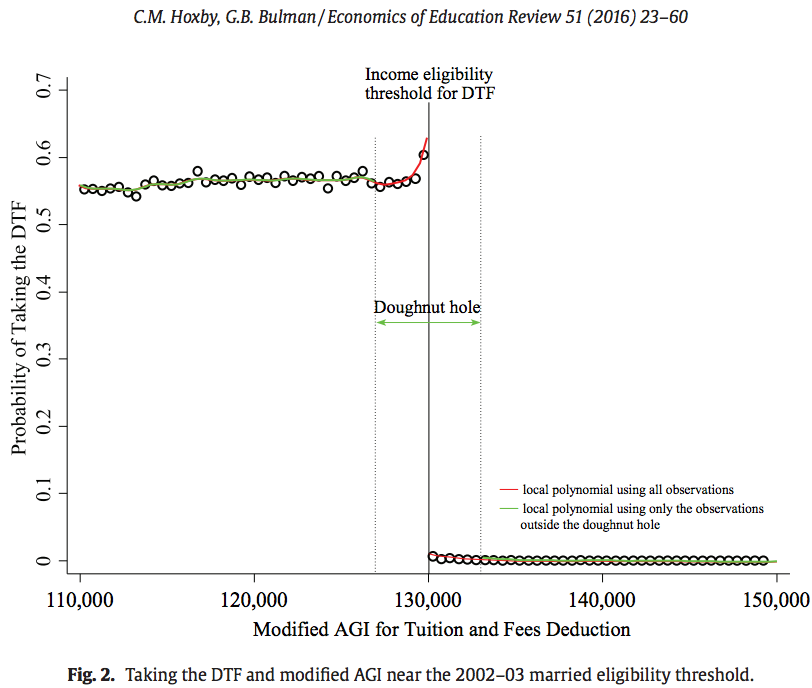 C.M. Hoxby, G.B. Bulman / Economics of Education Review 51 (2016) 23–60
Income eligibility
threshold for DTF
0.7
0.6
0.5
0.4
0.3
0.2
0.1
0
Probability of Taking the DTF
Doughnut hole
local polynomial using all observations
local polynomial using only the observations
outside the doughnut hole
110,000 120,000 130,000 140,000 150,000
Modified AGI for Tuition and Fees Deduction
Fig. 2. Taking the DTF and modified AGI near the 2002–03 married eligibility threshold.